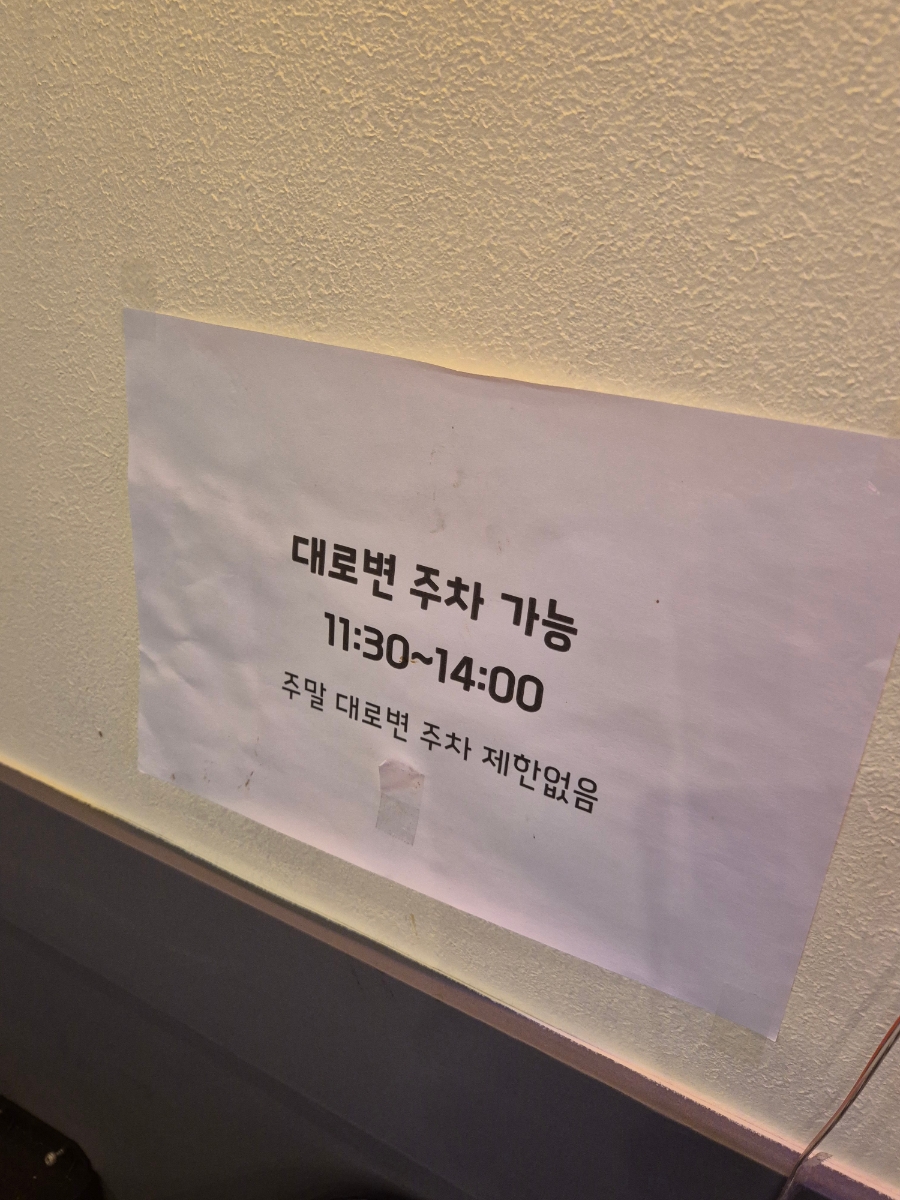 대로변 주차 가능
11:30~14:00
주말 대로변 주차 제한없음